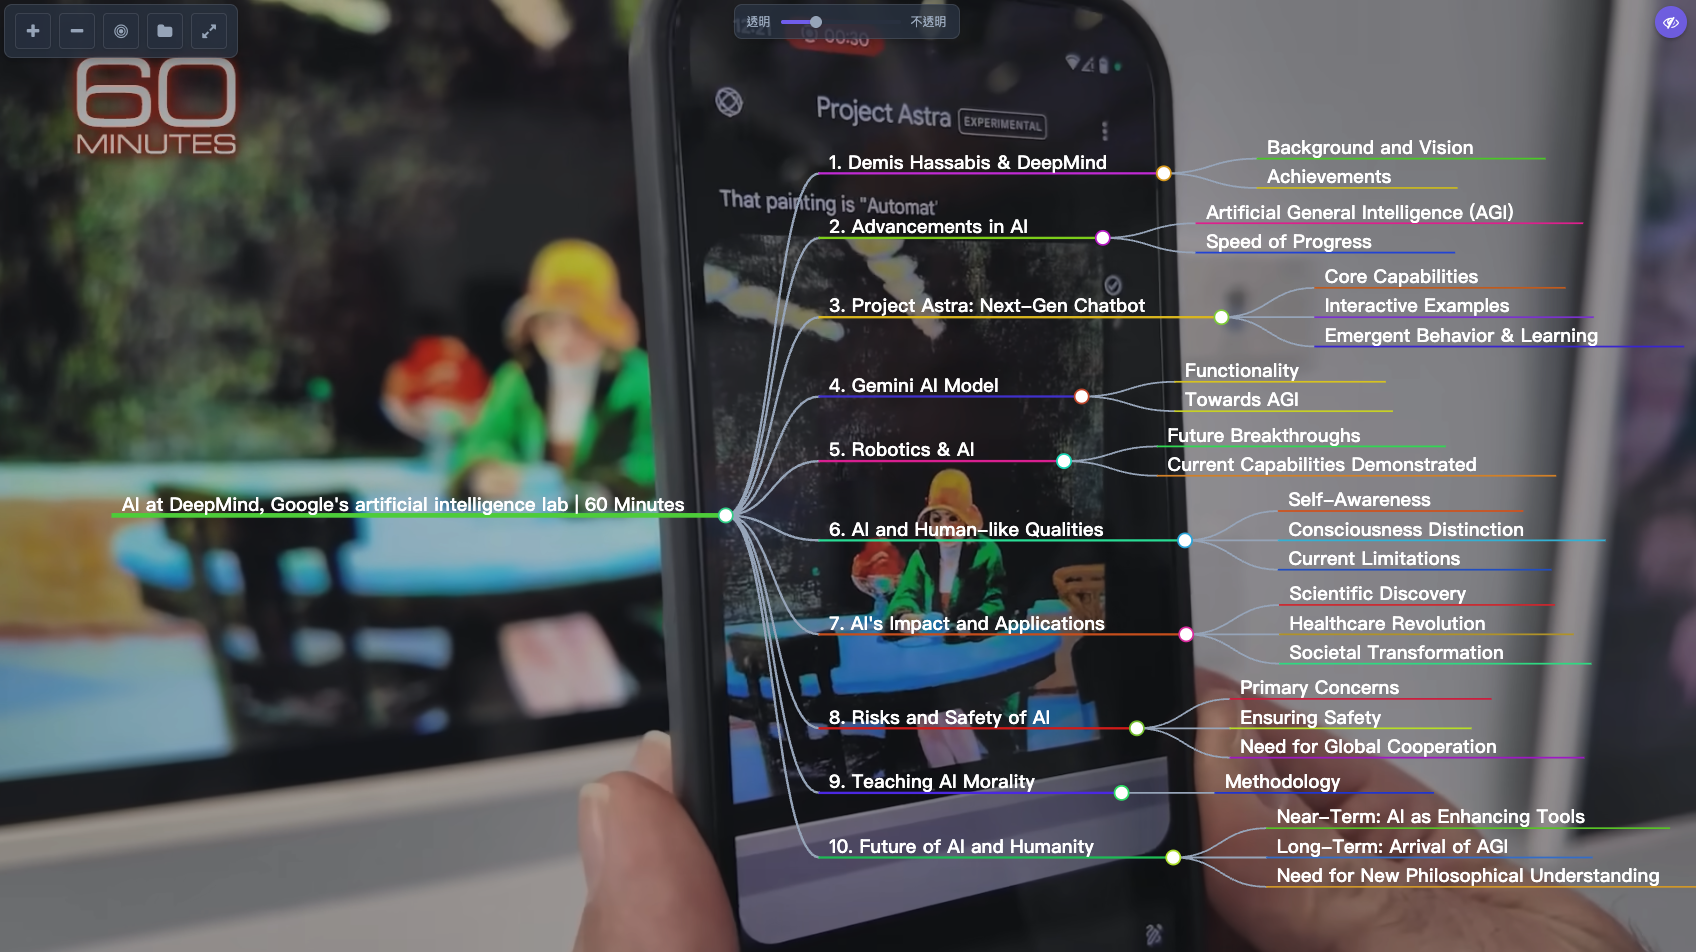 透明
不透明
12:21
00:30
60
MINUTES
Project Astra
EXPERIMENTAL
That painting is "Automat'
AI at DeepMind, Google's artificial intelligence lab | 60 Minutes
1. Demis Hassabis & DeepMind
Background and Vision
Achievements
2. Advancements in AI
Artificial General Intelligence (AGI)
Speed of Progress
3. Project Astra: Next-Gen Chatbot
Core Capabilities
Interactive Examples
Emergent Behavior & Learning
4. Gemini AI Model
Functionality
Towards AGI
5. Robotics & AI
Future Breakthroughs
Current Capabilities Demonstrated
6. AI and Human-like Qualities
Self-Awareness
Consciousness Distinction
Current Limitations
7. AI's Impact and Applications
Scientific Discovery
Healthcare Revolution
Societal Transformation
8. Risks and Safety of AI
Primary Concerns
Ensuring Safety
Need for Global Cooperation
9. Teaching AI Morality
Methodology
10. Future of AI and Humanity
Near-Term: AI as Enhancing Tools
Long-Term: Arrival of AGI
Need for New Philosophical Understanding